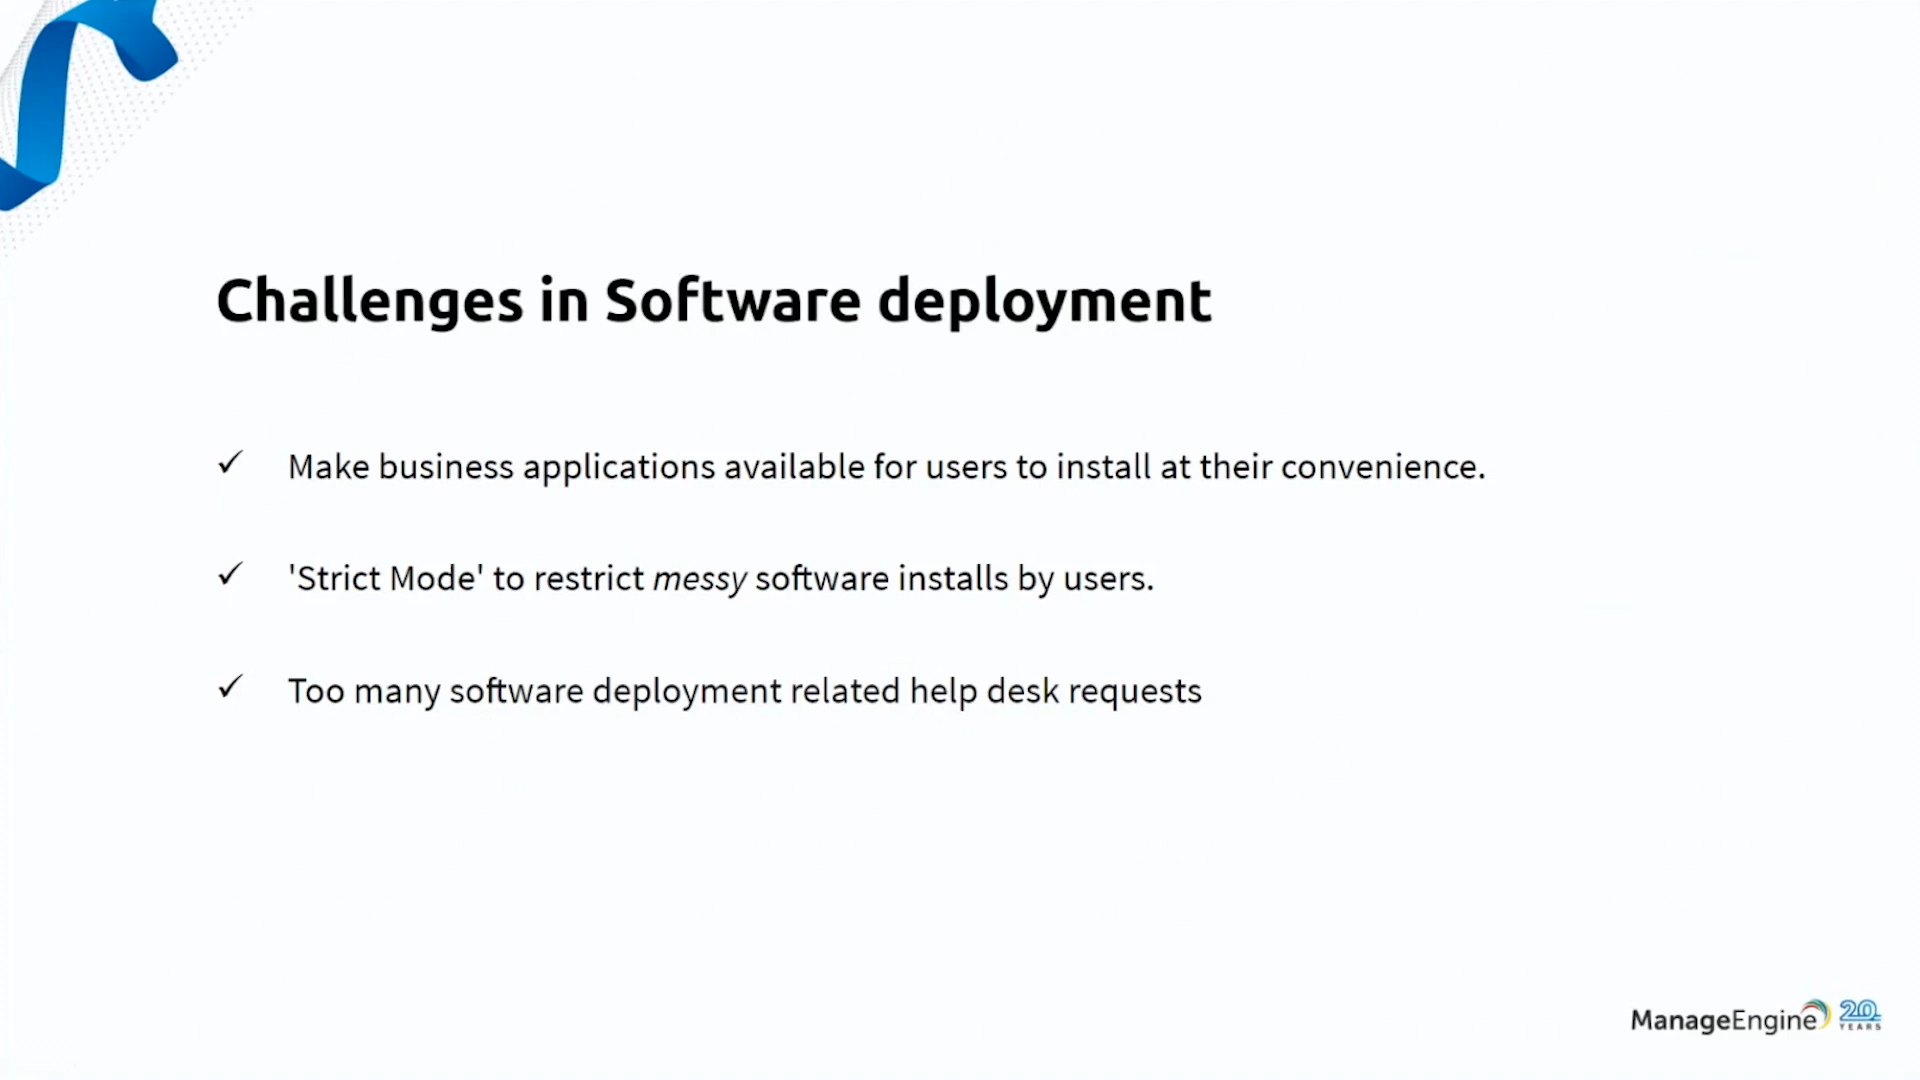 Challenges in Software deployment
✓ Make business applications available for users to install at their convenience.
✓ 'Strict Mode' to restrict messy software installs by users.
✓ Too many software deployment related help desk requests
ManageEngine 20 YEARS